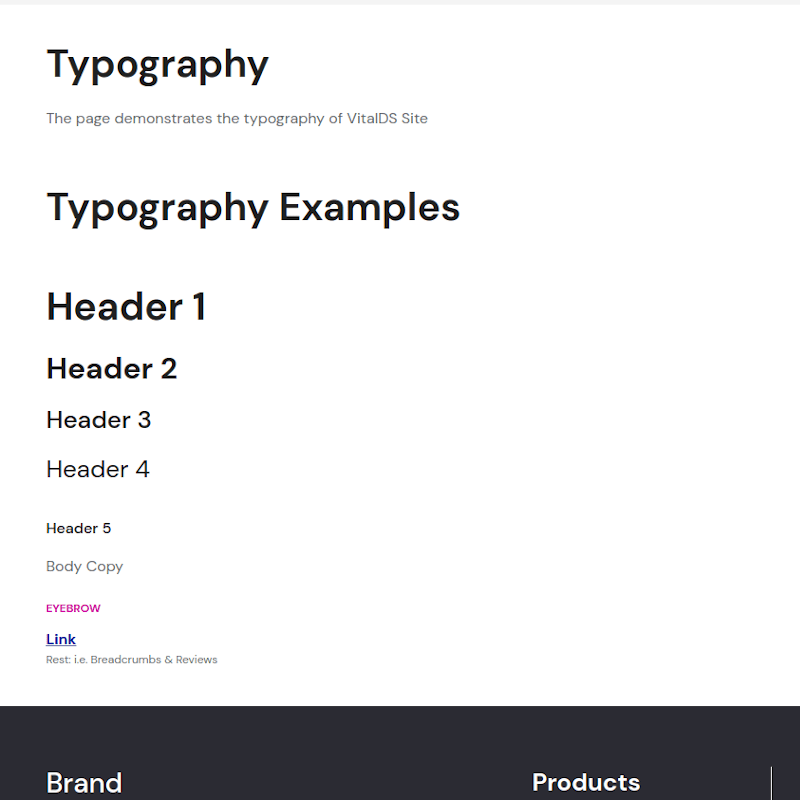 Typography
The page demonstrates the typography of VitalDS Site
Typography Examples
Header 1
Header 2
Header 3
Header 4
Header 5
Body Copy
EYEBROW
Link
Rest: i.e. Breadcrumbs & Reviews
Brand
Products